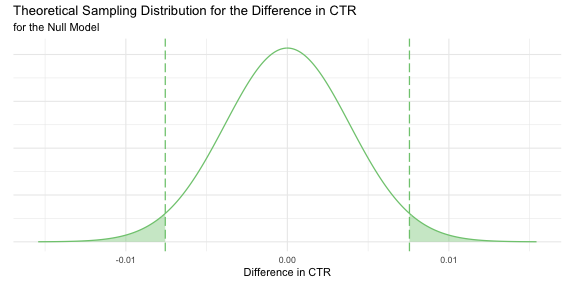 Theoretical Sampling Distribution for the Difference in CTR
for the Null Model
-0.01 0.00 0.01
Difference in CTR